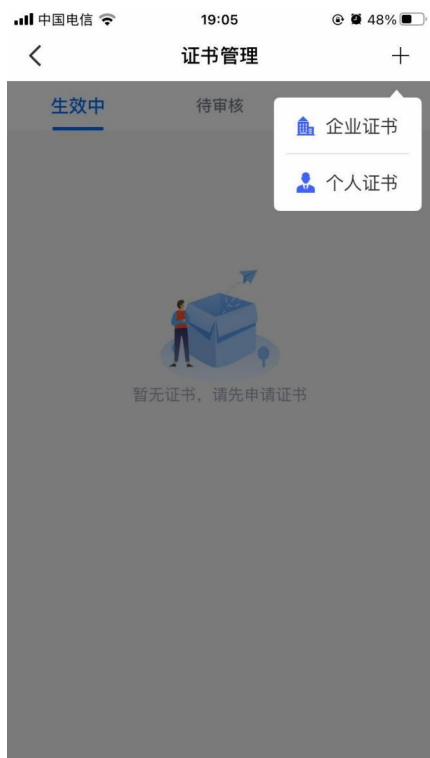 中国电信
19:05
48%
证书管理
生效中
待审核
企业证书
个人证书
暂无证书，请先申请证书